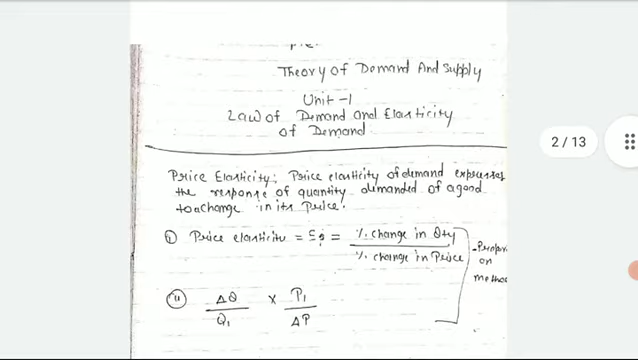 Theory of Demand And Supply
Unit-1
Law of Demand and Elasticity
of Demand
2/13
Price Elasticity: Price elasticity of demand expresses
the response of quantity demanded of a good
to a change in its Price.
(i) Price elasticity = Ep = % change in Qty / % change in Price
on
(ii) ΔQ/Q1 × P1/ΔP